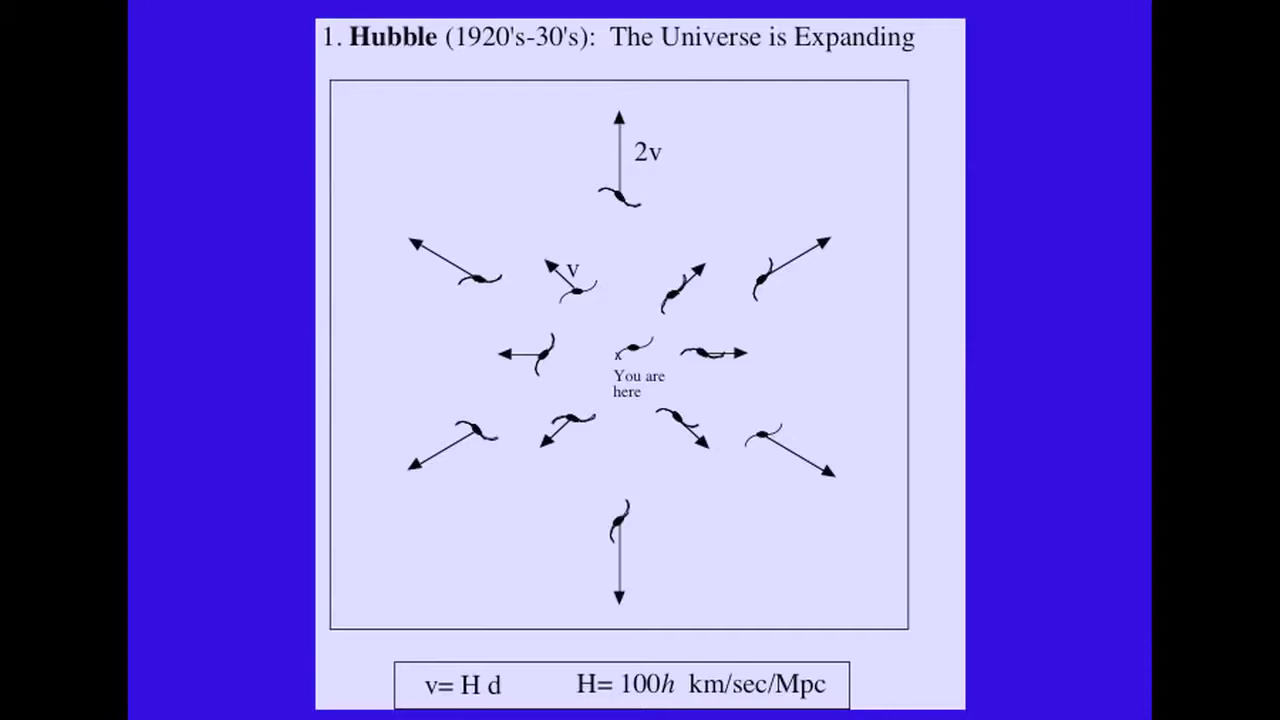 1. Hubble (1920's-30's): The Universe is Expanding
2v
v
x
You are
here
v= H d H= 100h km/sec/Mpc